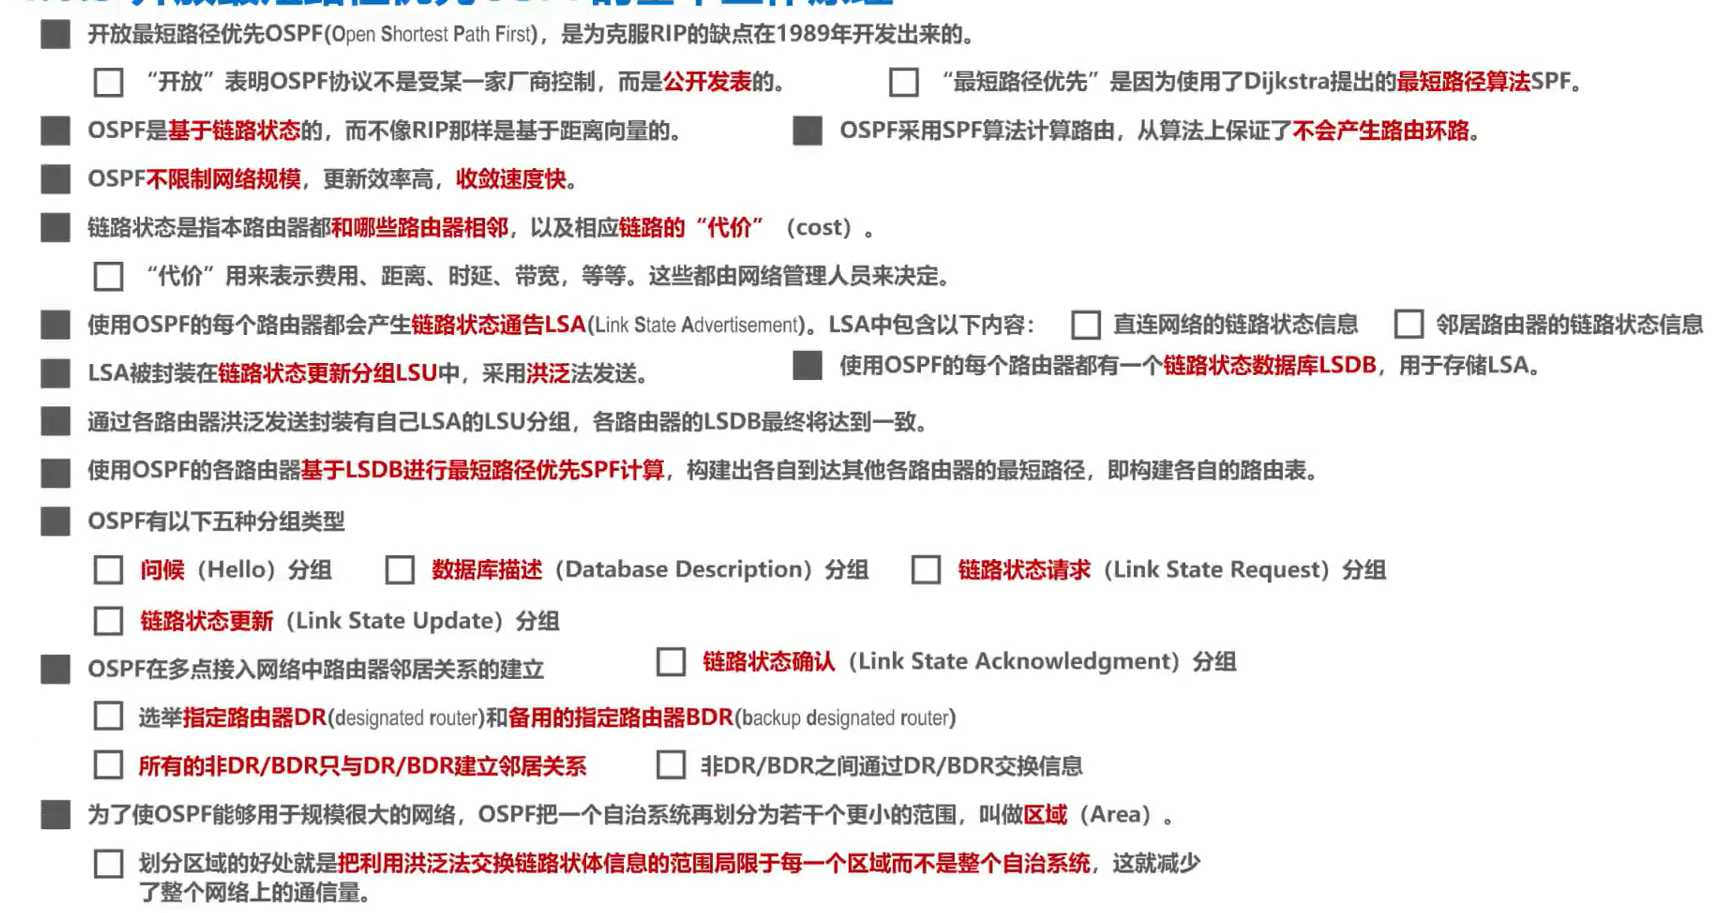 开放最短路径优先OSPF(Open Shortest Path First)，是为克服RIP的缺点在1989年开发出来的。
“开放”表明OSPF协议不是受某一家厂商控制，而是公开发表的。
“最短路径优先”是因为使用了Dijkstra提出的最短路径算法SPF。
OSPF是基于链路状态的，而不像RIP那样是基于距离向量的。
OSPF采用SPF算法计算路由，从算法上保证了不会产生路由环路。
OSPF不限制网络规模，更新效率高，收敛速度快。
链路状态是指本路由器都和哪些路由器相邻，以及相应链路的“代价”（cost）。
“代价”用来表示费用、距离、时延、带宽，等等。这些都由网络管理人员来决定。
使用OSPF的每个路由器都会产生链路状态通告LSA(Link State Advertisement)。LSA中包含以下内容：
直连网络的链路状态信息
邻居路由器的链路状态信息
LSA被封装在链路状态更新分组LSU中，采用洪泛法发送。
使用OSPF的每个路由器都有一个链路状态数据库LSDB，用于存储LSA。
通过各路由器洪泛发送封装有自己LSA的LSU分组，各路由器的LSDB最终将达到一致。
使用OSPF的各路由器基于LSDB进行最短路径优先SPF计算，构建出各自到达其他各路由器的最短路径，即构建各自的路由表。
OSPF有以下五种分组类型
问候（Hello）分组
数据库描述（Database Description）分组
链路状态请求（Link State Request）分组
链路状态更新（Link State Update）分组
链路状态确认（Link State Acknowledgment）分组
OSPF在多点接入网络中路由器邻居关系的建立
选举指定路由器DR(designated router)和备用的指定路由器BDR(backup designated router)
所有的非DR/BDR只与DR/BDR建立邻居关系
非DR/BDR之间通过DR/BDR交换信息
为了使OSPF能够用于规模很大的网络，OSPF把一个自治系统再划分为若干个更小的范围，叫做区域（Area）。
划分区域的好处就是把利用洪泛法交换链路状体信息的范围局限于每一个区域而不是整个自治系统，这就减少
了整个网络上的通信量。